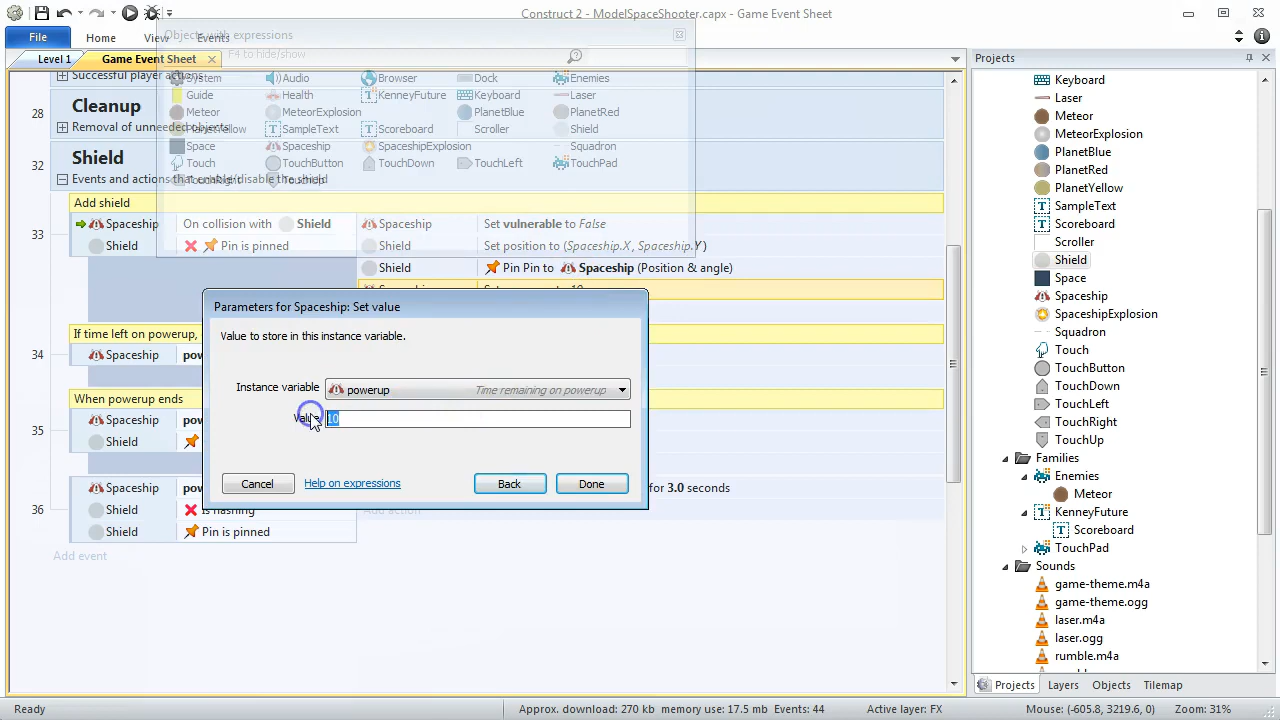 Construct 2 - ModelSpaceShooter.capx - Game Event Sheet
File Home View Events
Level 1 Game Event Sheet
Objects with expressions
F4 to hide/show
System Audio Browser Dock Enemies
Guide Health KenneyFuture Keyboard Laser
Meteor MeteorExplosion PlanetBlue PlanetRed
PlanetYellow SampleText Scoreboard Scroller Shield
Space Spaceship SpaceshipExplosion Squadron
Touch TouchButton TouchDown TouchLeft TouchPad
TouchRight TouchUp
Successful player actions
28 Cleanup
Removal of unneeded objects
32 Shield
Events and actions that enable/disable the shield
Add shield
33 Spaceship On collision with Shield Spaceship Set vulnerable to False
Shield Pin is pinned Shield Set position to (Spaceship.X, Spaceship.Y)
Shield Pin Pin to Spaceship (Position & angle)
If time left on powerup,
34 Spaceship
When powerup ends
35 Spaceship
Shield
36 Spaceship for 3.0 seconds
Shield is flashing Add action
Shield Pin is pinned
Add event
Parameters for Spaceship: Set value
Value to store in this instance variable.
Instance variable powerup Time remaining on powerup
Value 10
Cancel Help on expressions Back Done
Projects
Keyboard
Laser
Meteor
MeteorExplosion
PlanetBlue
PlanetRed
PlanetYellow
SampleText
Scoreboard
Scroller
Shield
Space
Spaceship
SpaceshipExplosion
Squadron
Touch
TouchButton
TouchDown
TouchLeft
TouchRight
TouchUp
Families
Enemies
Meteor
KenneyFuture
Scoreboard
TouchPad
Sounds
game-theme.m4a
game-theme.ogg
laser.m4a
laser.ogg
rumble.m4a
Projects Layers Objects Tilemap
Ready Approx. download: 270 kb memory use: 17.5 mb Events: 44 Active layer: FX Mouse: (-605.8, 3219.6, 0) Zoom: 31%